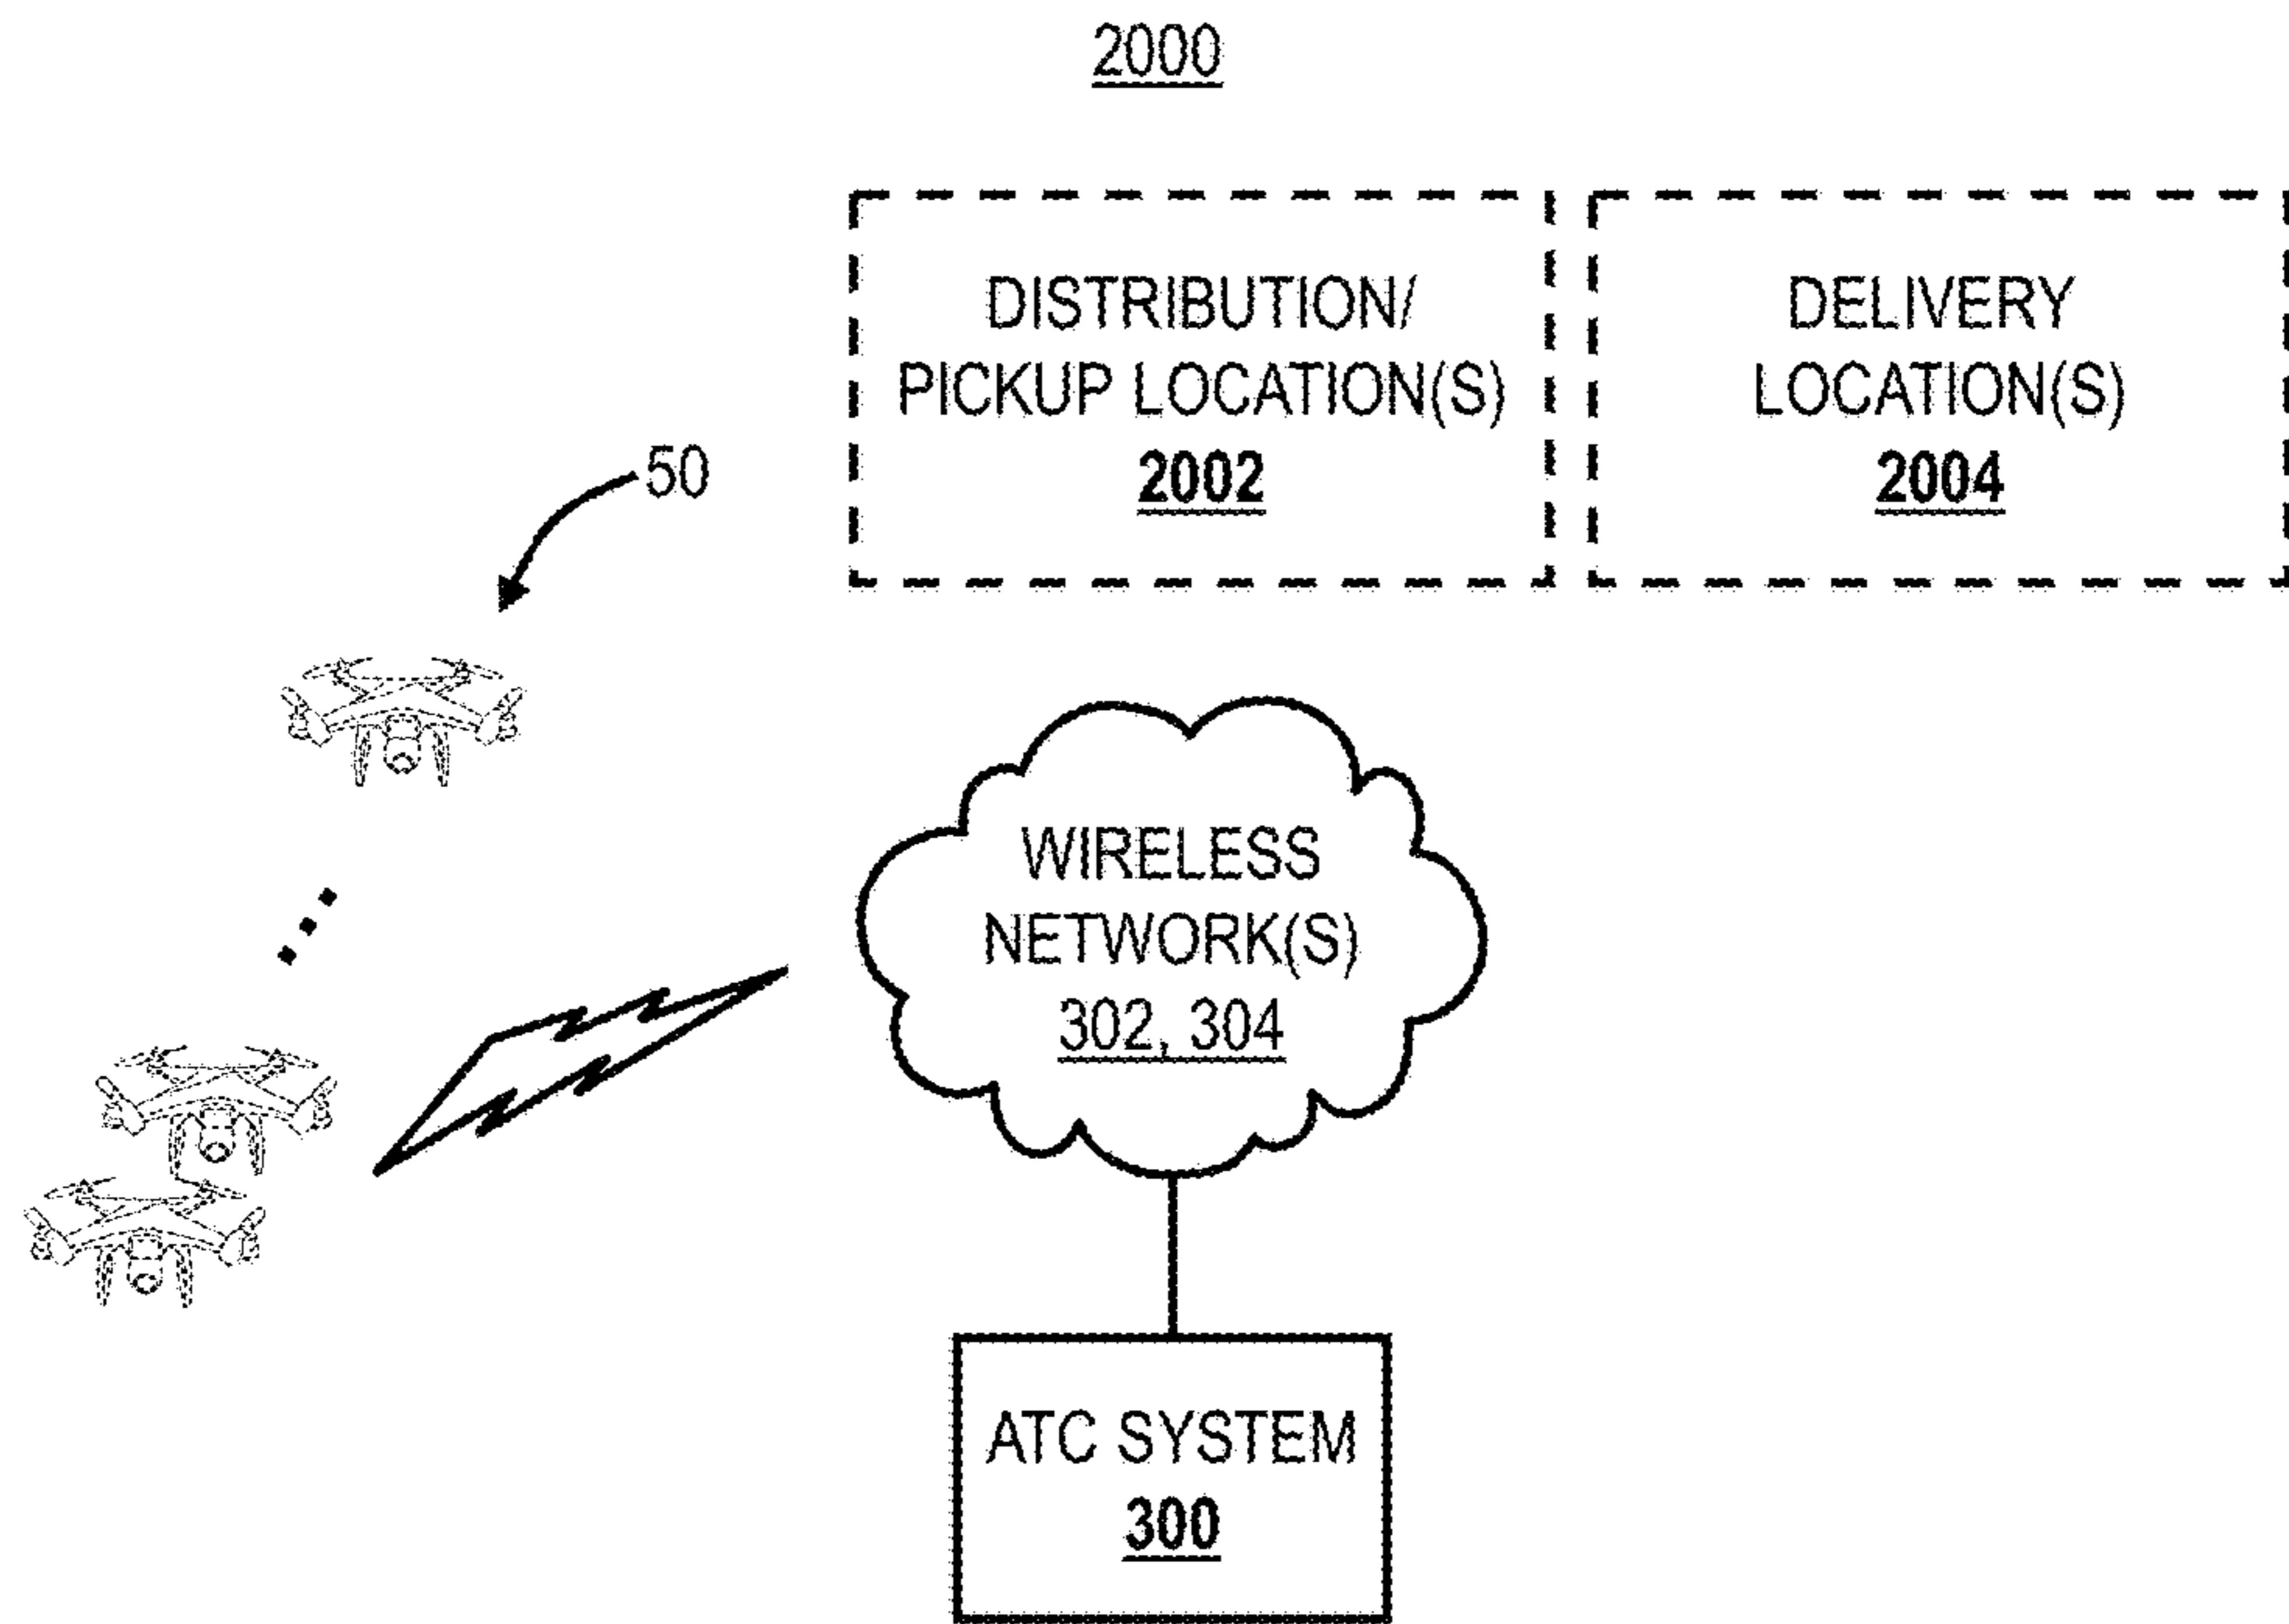 2000
DISTRIBUTION/
PICKUP LOCATION(S)
2002
DELIVERY
LOCATION(S)
2004
50
WIRELESS
NETWORK(S)
302, 304
ATC SYSTEM
300